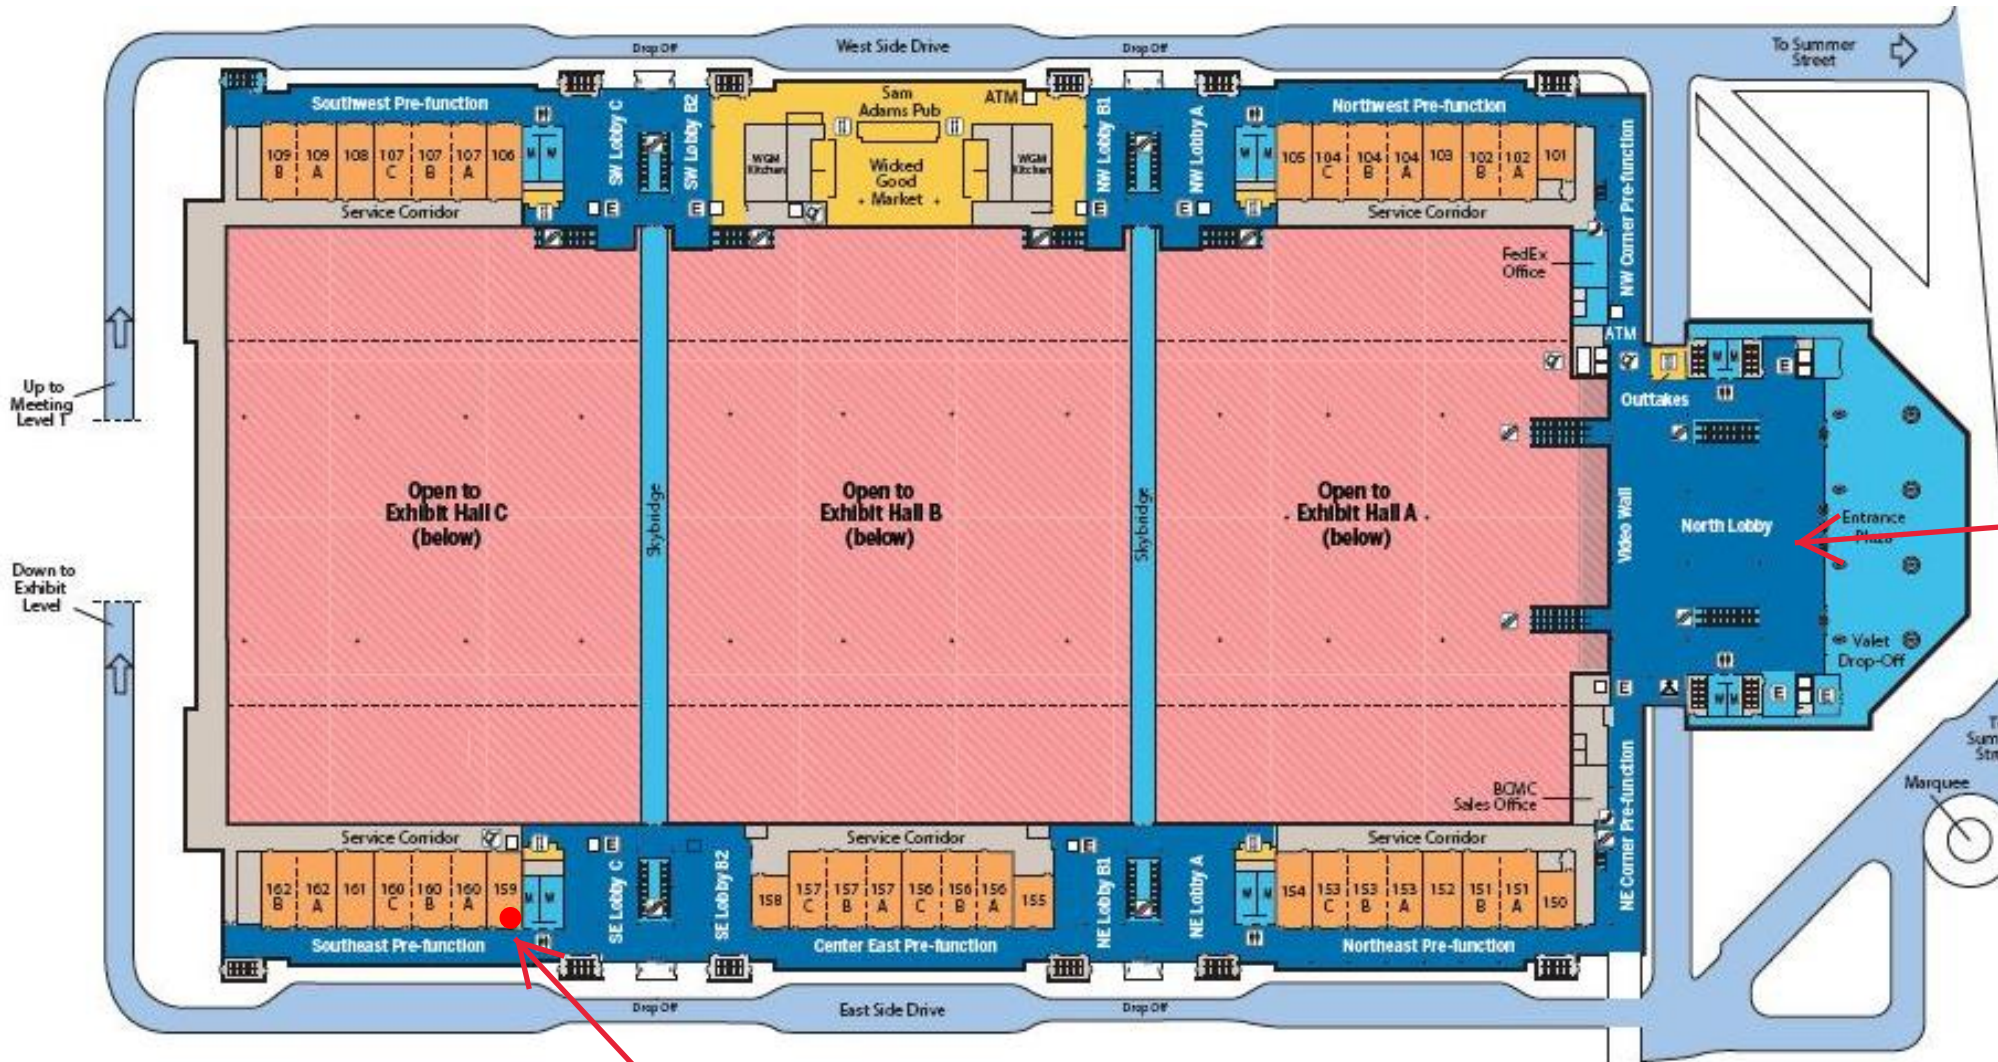 Drop Off
West Side Drive
Drop Off
To Summer
Street
Southwest Pre-function
SW Lobby C
SW Lobby B2
Sam
Adams Pub
ATM
NW Lobby B1
NW Lobby A
Northwest Pre-function
109
B
109
A
108
107
C
107
B
107
A
106
M
W
WGM
Kitchen
Wicked
Good
Market
WGM
Kitchen
W
M
105
104
C
104
B
104
A
103
102
B
102
A
101
NW Corner Pre-function
Service Corridor
E
E
E
E
Service Corridor
FedEx
Office
ATM
Up to
Meeting
Level 1
W
M
E
Outtakes
Open to
Exhibit Hall C
(below)
Skybridge
Open to
Exhibit Hall B
(below)
Skybridge
Open to
Exhibit Hall A
(below)
Video Wall
North Lobby
Entrance
Plaza
Down to
Exhibit
Level
Valet
Drop-Off
E
W
M
E
E
BCMC
Sales Office
Marquee
Service Corridor
E
Service Corridor
E
Service Corridor
NE Corner Pre-function
162
B
162
A
161
160
C
160
B
160
A
159
M
W
SE Lobby C
SE Lobby B2
158
157
C
157
B
157
A
156
C
156
B
156
A
155
NE Lobby B1
NE Lobby A
W
M
154
153
C
153
B
153
A
152
151
B
151
A
150
Southeast Pre-function
Center East Pre-function
Northeast Pre-function
Drop Off
East Side Drive
Drop Off